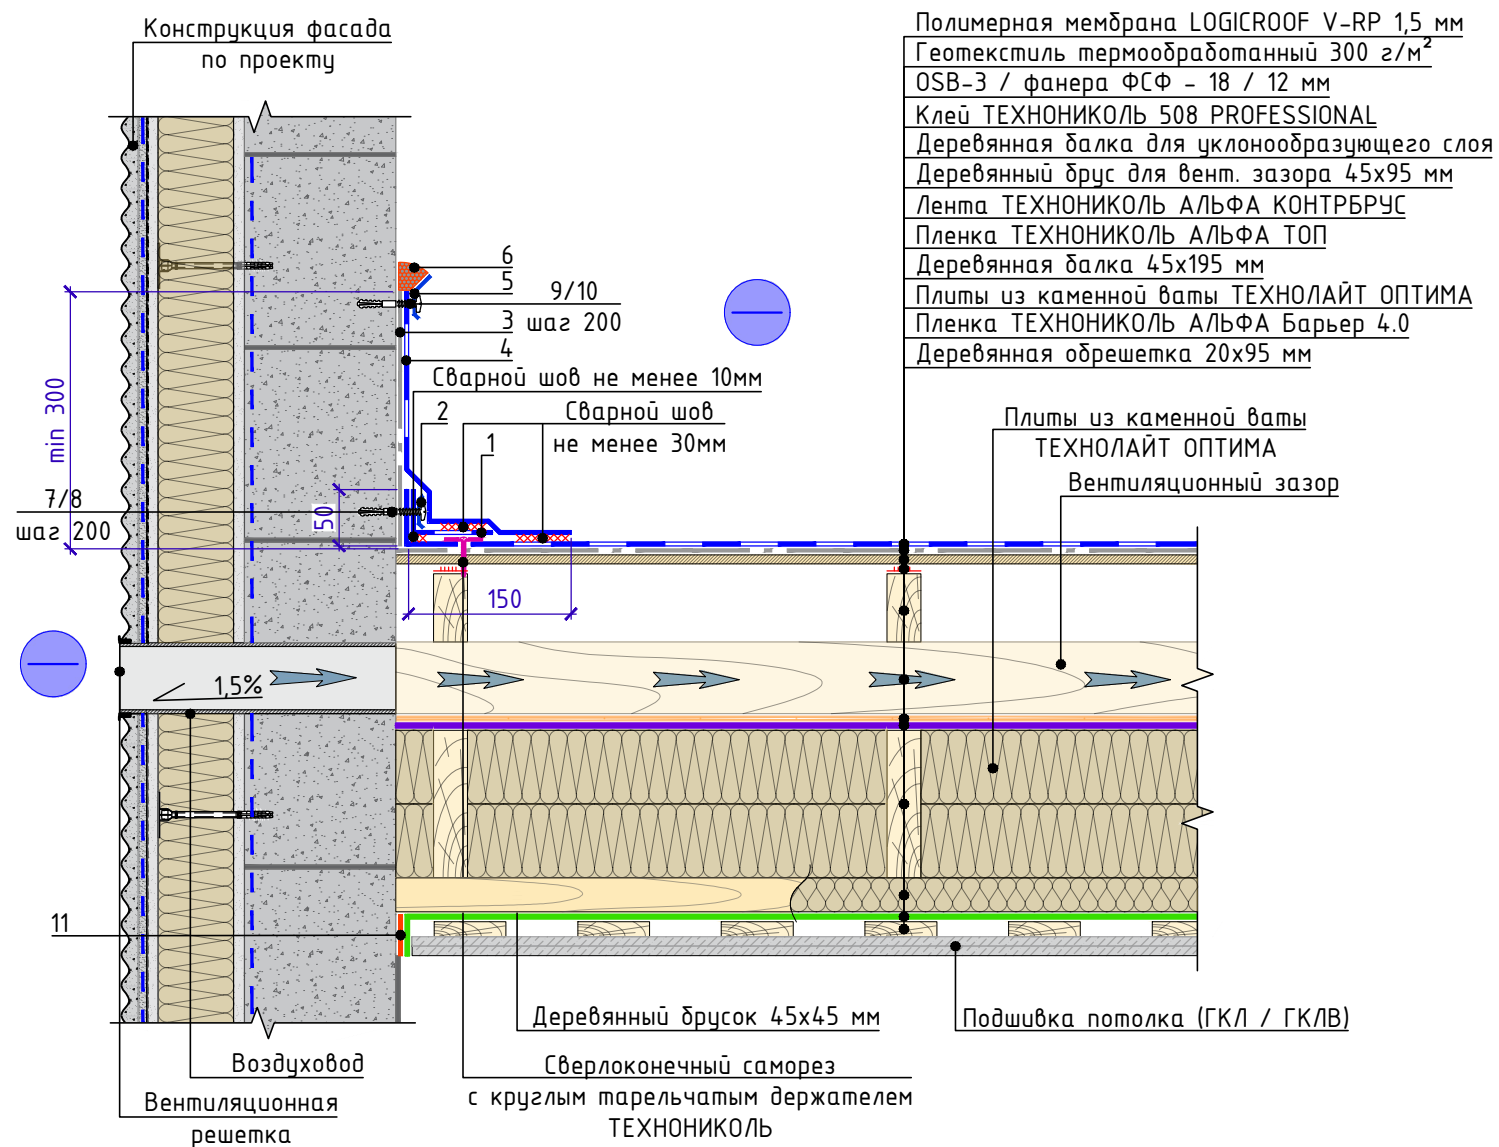 Конструкция фасада
по проекту
Полимерная мембрана LOGICROOF V-RP 1,5 мм
Геотекстиль термообработанный 300 г/м²
OSB-3 / фанера ФСФ - 18 / 12 мм
Клей ТЕХНОНИКОЛЬ 508 PROFESSIONAL
Деревянная балка для уклонообразующего слоя
Деревянный брус для вент. зазора 45х95 мм
Лента ТЕХНОНИКОЛЬ АЛЬФА КОНТРБРУС
Пленка ТЕХНОНИКОЛЬ АЛЬФА ТОП
Деревянная балка 45х195 мм
Плиты из каменной ваты ТЕХНОЛАЙТ ОПТИМА
Пленка ТЕХНОНИКОЛЬ АЛЬФА Барьер 4.0
Деревянная обрешетка 20х95 мм
6
5
9/10
шаг 200
3
4
Сварной шов не менее 10мм
2
Сварной шов
не менее 30мм
1
min 300
7/8
шаг 200
50
150
Плиты из каменной ваты
ТЕХНОЛАЙТ ОПТИМА
Вентиляционный зазор
1,5%
11
Деревянный брусок 45х45 мм
Подшивка потолка (ГКЛ / ГКЛВ)
Воздуховод
Сверлоконечный саморез
с круглым тарельчатым держателем
ТЕХНОНИКОЛЬ
Вентиляционная
решетка